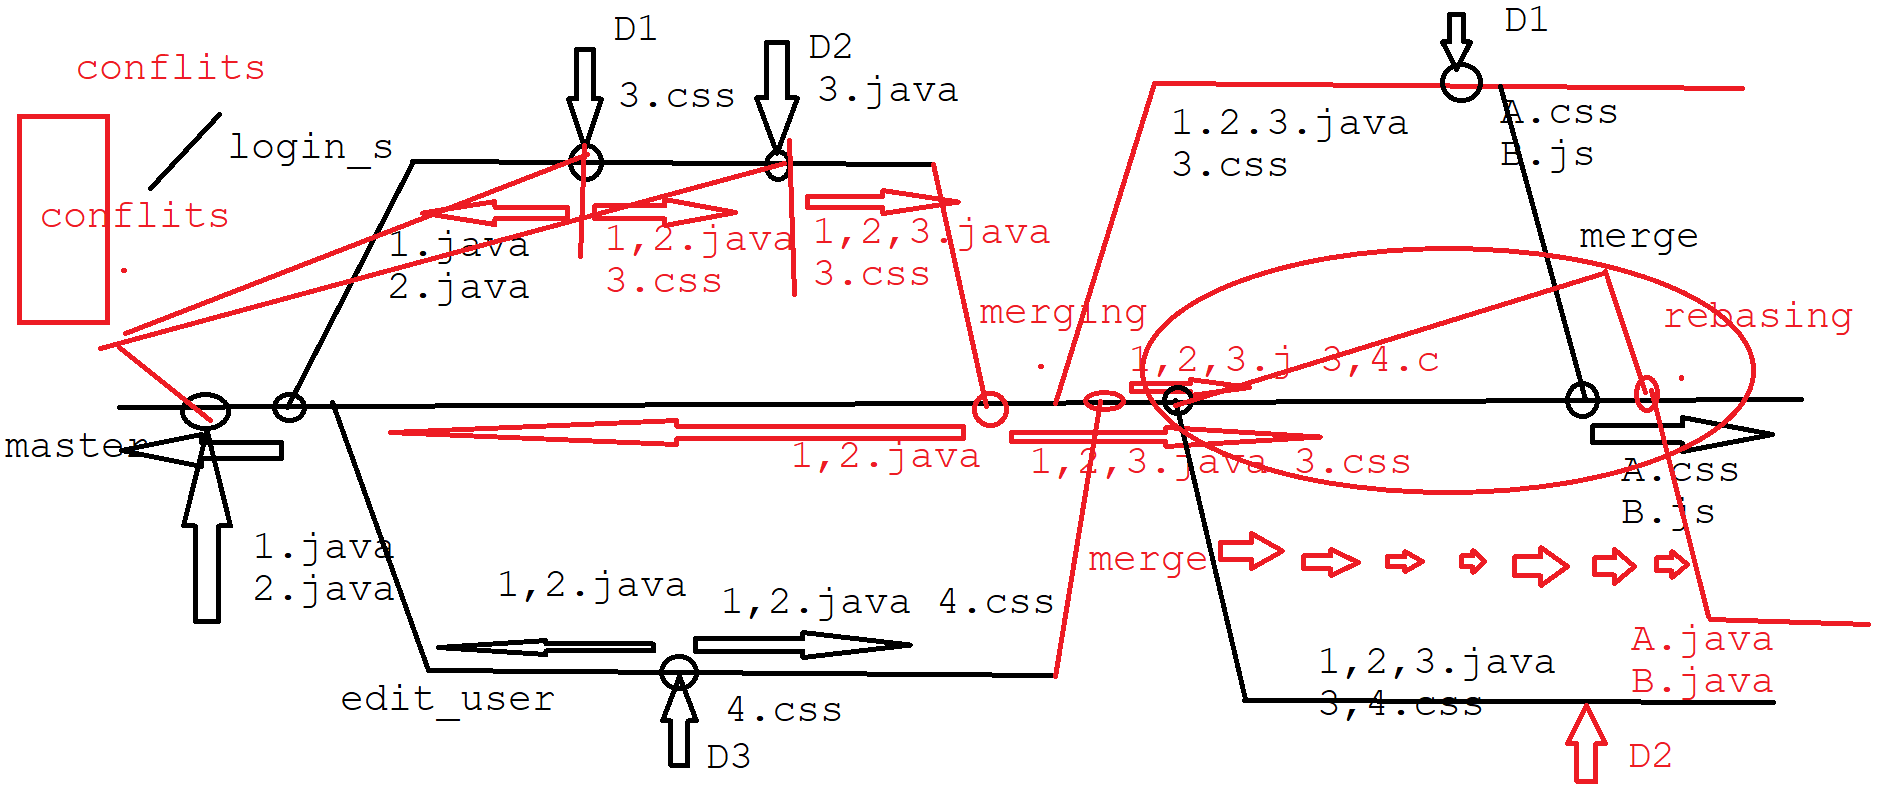 D1
D1
conflits
D2
3.css
3.java
login_s
1.2.3.java
3.css
A.css
B.js
conflits
1.java
2.java
1,2.java
3.css
1,2,3.java
3.css
merge
merging
rebasing
1,2,3.j 3,4.c
master
1,2.java
1,2,3.java 3.css
A.css
B.js
1.java
2.java
merge
1,2.java
1,2.java 4.css
A.java
B.java
1,2,3.java
3,4.css
edit_user
4.css
D3
D2